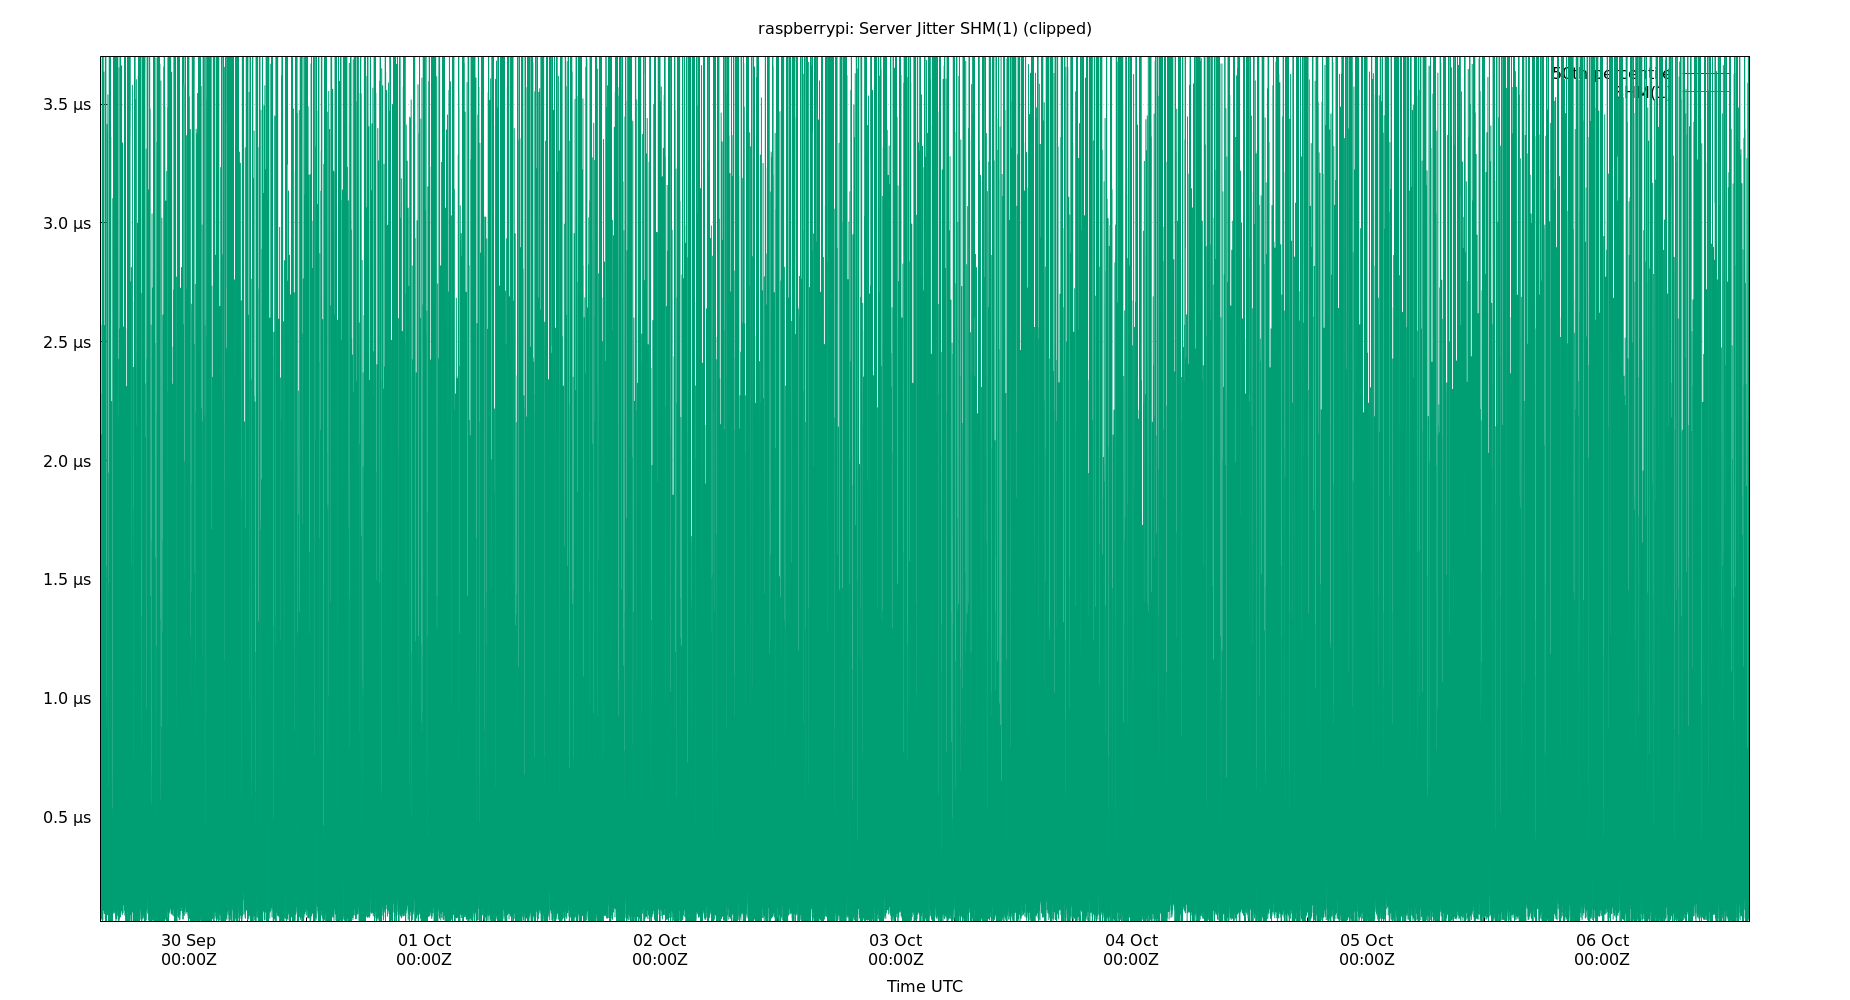 raspberrypi: Server Jitter SHM(1) (clipped)
50th percentile
SHM(1)
3.5 µs
3.0 µs
2.5 µs
2.0 µs
1.5 µs
1.0 µs
0.5 µs
30 Sep 01 Oct 02 Oct 03 Oct 04 Oct 05 Oct 06 Oct
00:00Z 00:00Z 00:00Z 00:00Z 00:00Z 00:00Z 00:00Z
Time UTC